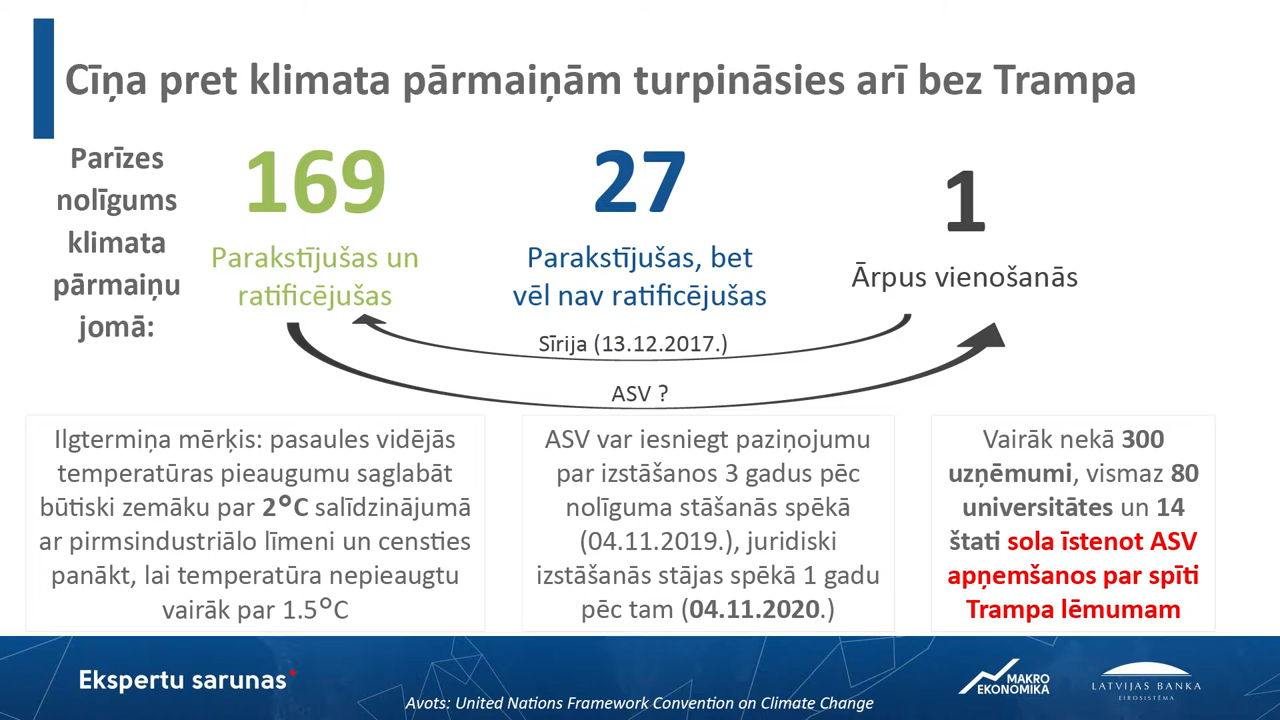 Cīņa pret klimata pārmaiņām turpināsies arī bez Trampa
Parīzes
nolīgums
klimata
pārmaiņu
jomā:
169
Parakstījušas un
ratificējušas
27
Parakstījušas, bet
vēl nav ratificējušas
1
Ārpus vienošanās
Sīrija (13.12.2017.)
ASV ?
Ilgtermiņa mērķis: pasaules vidējās
temperatūras pieaugumu saglabāt
būtiski zemāku par 2°C salīdzinājumā
ar pirmsindustriālo līmeni un censties
panākt, lai temperatūra nepieaugtu
vairāk par 1.5°C
ASV var iesniegt paziņojumu
par izstāšanos 3 gadus pēc
nolīguma stāšanās spēkā
(04.11.2019.), juridiski
izstāšanās stājas spēkā 1 gadu
pēc tam (04.11.2020.)
Vairāk nekā 300
uzņēmumi, vismaz 80
universitātes un 14
štati sola īstenot ASV
apņemšanos par spīti
Trampa lēmumam
Ekspertu sarunas
Avots: United Nations Framework Convention on Climate Change
MAKRO
EKONOMIKA
LATVIJAS BANKA
EIROSISTĒMA